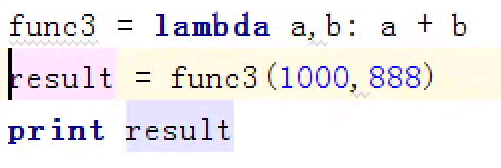 func3 = lambda a,b: a + b
result = func3(1000,888)
print result